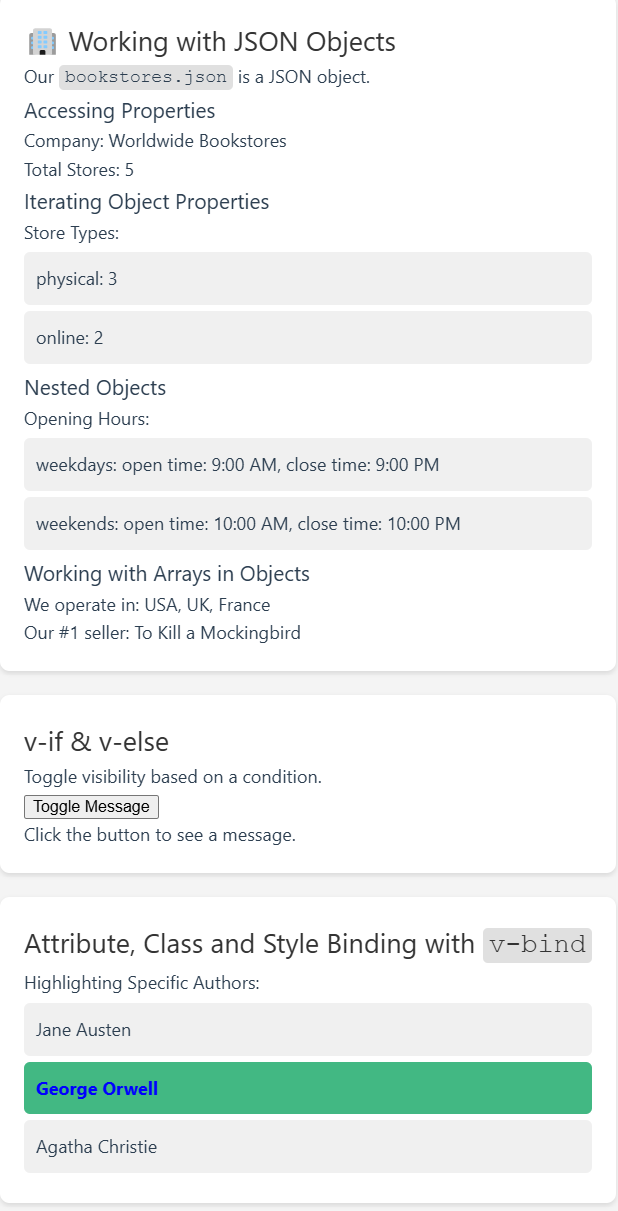 🏢 Working with JSON Objects
Our bookstores.json is a JSON object.
Accessing Properties
Company: Worldwide Bookstores
Total Stores: 5
Iterating Object Properties
Store Types:
physical: 3
online: 2
Nested Objects
Opening Hours:
weekdays: open time: 9:00 AM, close time: 9:00 PM
weekends: open time: 10:00 AM, close time: 10:00 PM
Working with Arrays in Objects
We operate in: USA, UK, France
Our #1 seller: To Kill a Mockingbird
v-if & v-else
Toggle visibility based on a condition.
Toggle Message
Click the button to see a message.
Attribute, Class and Style Binding with v-bind
Highlighting Specific Authors:
Jane Austen
George Orwell
Agatha Christie